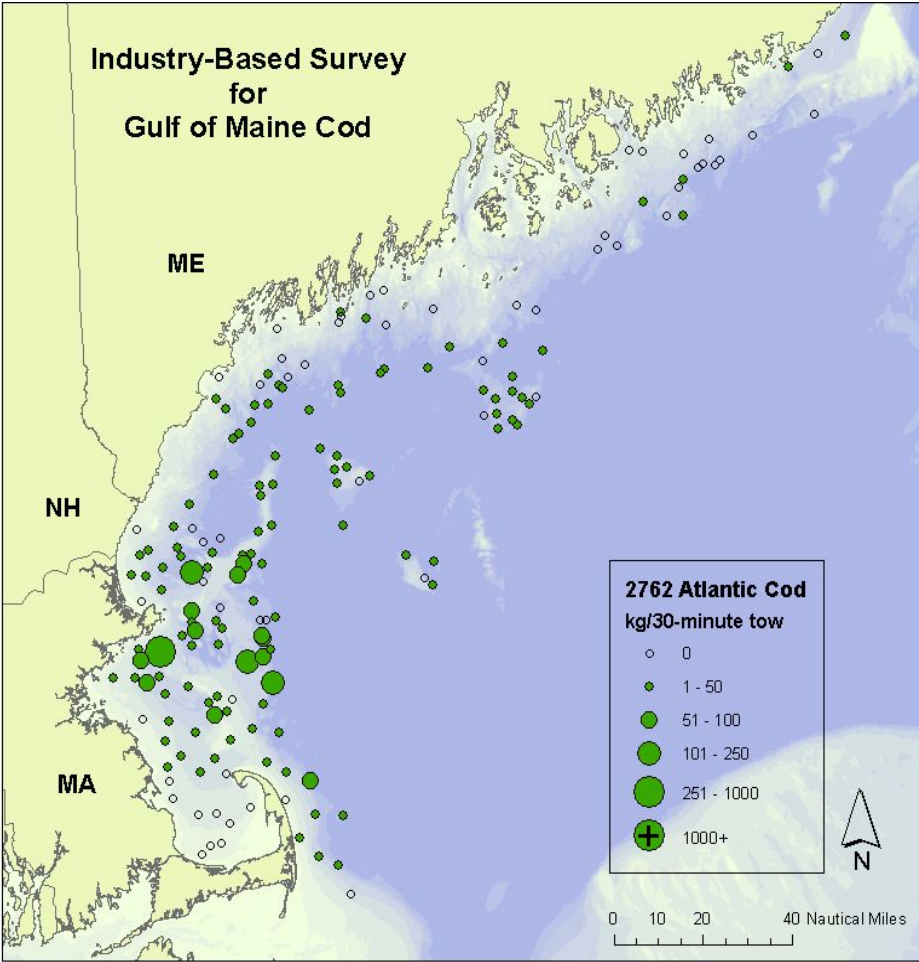 Industry-Based Survey
for
Gulf of Maine Cod
ME
NH
MA
2762 Atlantic Cod
kg/30-minute tow
0
1 - 50
51 - 100
101 - 250
251 - 1000
1000+
N
0 10 20 40 Nautical Miles